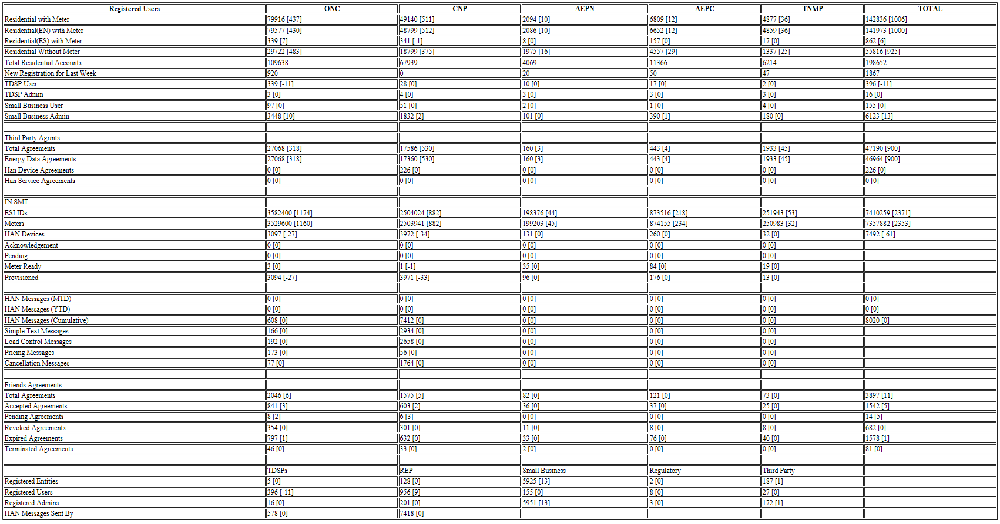 Registered Users ONC CNP AEPN AEPC TNMP TOTAL
Residential with Meter 79916 [437] 49140 [511] 2094 [10] 6809 [12] 4877 [36] 142836 [1006]
Residential(EN) with Meter 79577 [430] 48799 [512] 2086 [10] 6652 [12] 4859 [36] 141973 [1000]
Residential(ES) with Meter 339 [7] 341 [-1] 8 [0] 157 [0] 17 [0] 862 [6]
Residential Without Meter 29722 [483] 18799 [375] 1975 [16] 4557 [29] 1337 [25] 55816 [925]
Total Residential Accounts 109638 67939 4069 11366 6214 198652
New Registration for Last Week 920 0 20 50 47 1867
TDSP User 339 [-11] 28 [0] 10 [0] 17 [0] 2 [0] 396 [-11]
TDSP Admin 3 [0] 4 [0] 3 [0] 3 [0] 3 [0] 16 [0]
Small Business User 97 [0] 51 [0] 2 [0] 1 [0] 4 [0] 155 [0]
Small Business Admin 3448 [10] 1832 [2] 101 [0] 390 [1] 180 [0] 6123 [13]
Third Party Agrmts
Total Agreements 27068 [318] 17586 [530] 160 [3] 443 [4] 1933 [45] 47190 [900]
Energy Data Agreements 27068 [318] 17360 [530] 160 [3] 443 [4] 1933 [45] 46964 [900]
Han Device Agreements 0 [0] 226 [0] 0 [0] 0 [0] 0 [0] 226 [0]
Han Service Agreements 0 [0] 0 [0] 0 [0] 0 [0] 0 [0] 0 [0]
IN SMT
ESI IDs 3582400 [1174] 2504024 [882] 198376 [44] 873516 [218] 251943 [53] 7410259 [2371]
Meters 3529600 [1160] 2503941 [882] 199203 [45] 874155 [234] 250983 [32] 7357882 [2353]
HAN Devices 3097 [-27] 3972 [-34] 131 [0] 260 [0] 32 [0] 7492 [-61]
Acknowledgement 0 [0] 0 [0] 0 [0] 0 [0] 0 [0]
Pending 0 [0] 0 [0] 0 [0] 0 [0] 0 [0]
Meter Ready 3 [0] 1 [-1] 35 [0] 84 [0] 19 [0]
Provisioned 3094 [-27] 3971 [-33] 96 [0] 176 [0] 13 [0]
HAN Messages (MTD) 0 [0] 0 [0] 0 [0] 0 [0] 0 [0] 0 [0]
HAN Messages (YTD) 0 [0] 0 [0] 0 [0] 0 [0] 0 [0] 0 [0]
HAN Messages (Cumulative) 608 [0] 7412 [0] 0 [0] 0 [0] 0 [0] 8020 [0]
Simple Text Messages 166 [0] 2934 [0] 0 [0] 0 [0] 0 [0]
Load Control Messages 192 [0] 2658 [0] 0 [0] 0 [0] 0 [0]
Pricing Messages 173 [0] 56 [0] 0 [0] 0 [0] 0 [0]
Cancellation Messages 77 [0] 1764 [0] 0 [0] 0 [0] 0 [0]
Friends Agreements
Total Agreements 2046 [6] 1575 [5] 82 [0] 121 [0] 73 [0] 3897 [11]
Accepted Agreements 841 [3] 603 [2] 36 [0] 37 [0] 25 [0] 1542 [5]
Pending Agreements 8 [2] 6 [3] 0 [0] 0 [0] 0 [0] 14 [5]
Revoked Agreements 354 [0] 301 [0] 11 [0] 8 [0] 8 [0] 682 [0]
Expired Agreements 797 [1] 632 [0] 33 [0] 76 [0] 40 [0] 1578 [1]
Terminated Agreements 46 [0] 33 [0] 2 [0] 0 [0] 0 [0] 81 [0]
TDSPs REP Small Business Regulatory Third Party
Registered Entities 5 [0] 128 [0] 5925 [13] 2 [0] 187 [1]
Registered Users 396 [-11] 956 [9] 155 [0] 8 [0] 27 [0]
Registered Admins 16 [0] 201 [0] 5951 [13] 3 [0] 172 [1]
HAN Messages Sent By 578 [0] 7418 [0]